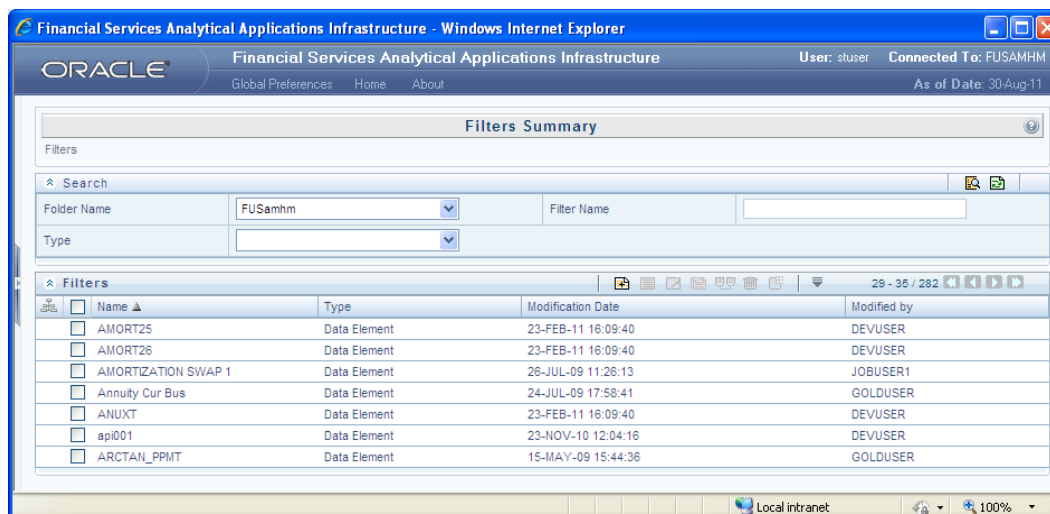 Financial Services Analytical Applications Infrastructure - Windows Internet Explorer
ORACLE
Financial Services Analytical Applications Infrastructure
User: stuser Connected To: FUSAMHM
Global Preferences Home About
As of Date: 30-Aug-11
Filters Summary
Filters
Search
Folder Name FUSamhm Filter Name
Type
Filters 29 - 35 / 282
Name Type Modification Date Modified by
AMORT25 Data Element 23-FEB-11 16:09:40 DEVUSER
AMORT26 Data Element 23-FEB-11 16:09:40 DEVUSER
AMORTIZATION SWAP 1 Data Element 26-JUL-09 11:26:13 JOBUSER1
Annuity Cur Bus Data Element 24-JUL-09 17:58:41 GOLDUSER
ANUXT Data Element 23-FEB-11 16:09:40 DEVUSER
api001 Data Element 23-NOV-10 12:04:16 DEVUSER
ARCTAN_PPMT Data Element 15-MAY-09 15:44:36 GOLDUSER
Local intranet 100%